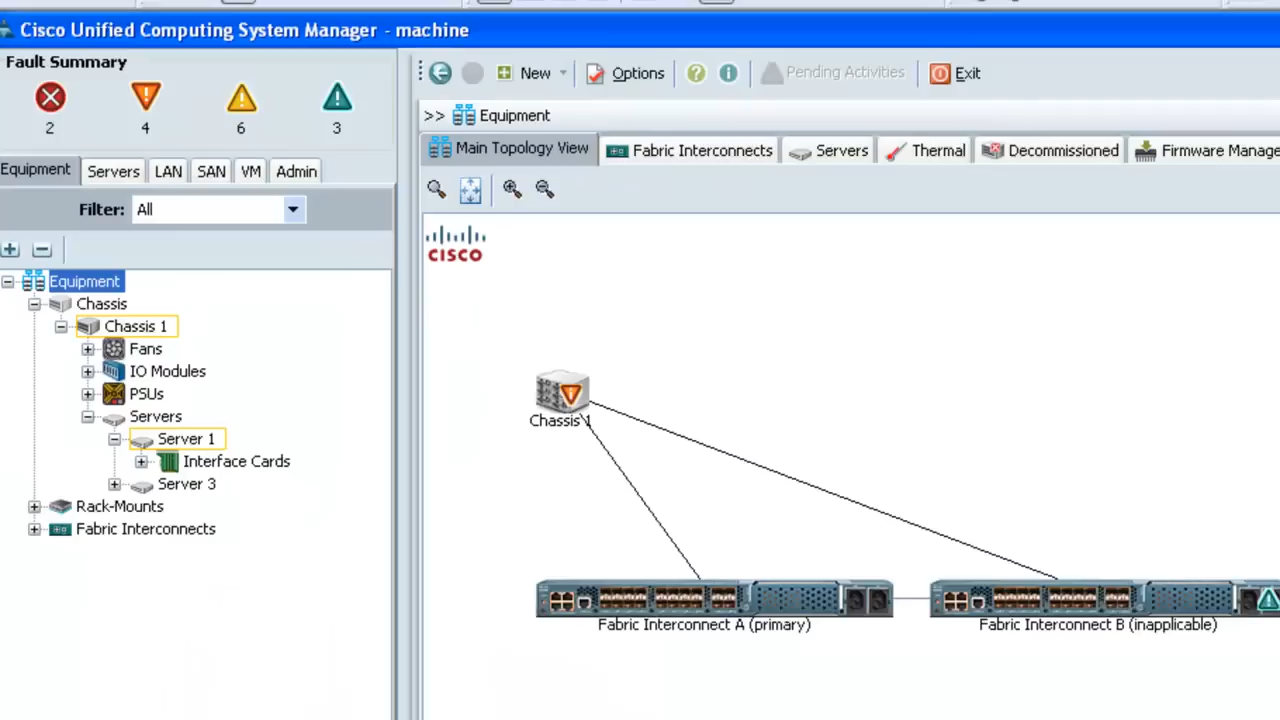 Cisco Unified Computing System Manager - machine
Fault Summary
2 4 6 3
New Options Pending Activities Exit
>> Equipment
Equipment Servers LAN SAN VM Admin
Main Topology View Fabric Interconnects Servers Thermal Decommissioned Firmware Manage
Filter: All
CISCO
Equipment
Chassis
Chassis 1
Fans
IO Modules
PSUs
Servers
Server 1
Interface Cards
Server 3
Rack-Mounts
Fabric Interconnects
Chassis 1
Fabric Interconnect A (primary)
Fabric Interconnect B (inapplicable)